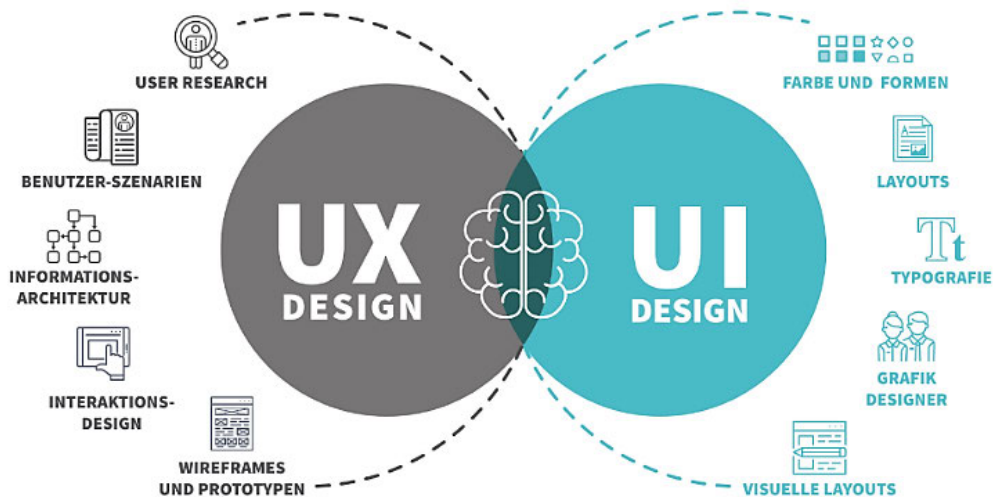 USER RESEARCH
BENUTZER-SZENARIEN
INFORMATIONS-
ARCHITEKTUR
INTERAKTIONS-
DESIGN
WIREFRAMES
UND PROTOTYPEN
UX
DESIGN
UI
DESIGN
FARBE UND FORMEN
A
LAYOUTS
Tt
TYPOGRAFIE
GRAFIK
DESIGNER
VISUELLE LAYOUTS